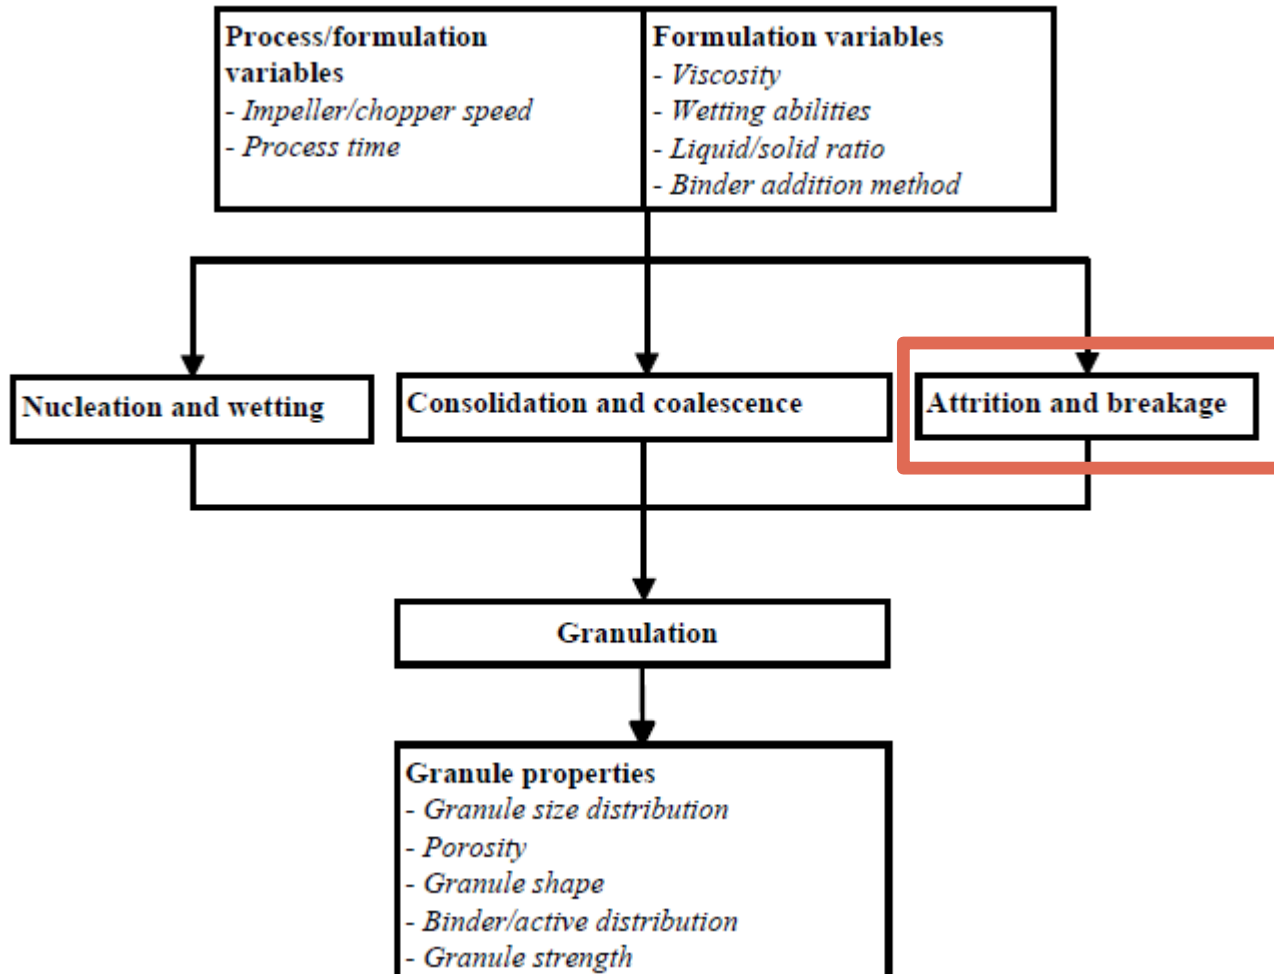 Process/formulation
variables
- Impeller/chopper speed
- Process time
Formulation variables
- Viscosity
- Wetting abilities
- Liquid/solid ratio
- Binder addition method
Nucleation and wetting
Consolidation and coalescence
Attrition and breakage
Granulation
Granule properties
- Granule size distribution
- Porosity
- Granule shape
- Binder/active distribution
- Granule strength